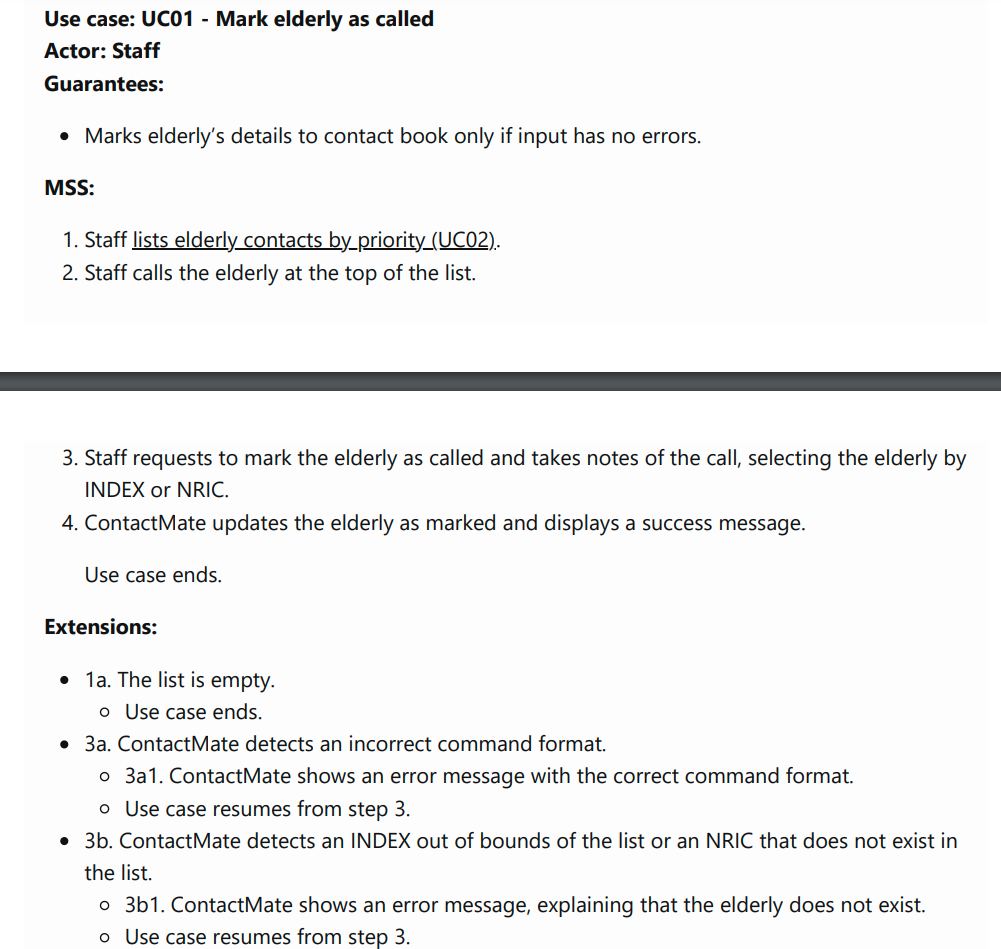 Use case: UC01 - Mark elderly as called
Actor: Staff
Guarantees:
• Marks elderly’s details to contact book only if input has no errors.
MSS:
1. Staff lists elderly contacts by priority (UC02).
2. Staff calls the elderly at the top of the list.
3. Staff requests to mark the elderly as called and takes notes of the call, selecting the elderly by
INDEX or NRIC.
4. ContactMate updates the elderly as marked and displays a success message.
Use case ends.
Extensions:
• 1a. The list is empty.
○ Use case ends.
• 3a. ContactMate detects an incorrect command format.
○ 3a1. ContactMate shows an error message with the correct command format.
○ Use case resumes from step 3.
• 3b. ContactMate detects an INDEX out of bounds of the list or an NRIC that does not exist in
the list.
○ 3b1. ContactMate shows an error message, explaining that the elderly does not exist.
○ Use case resumes from step 3.